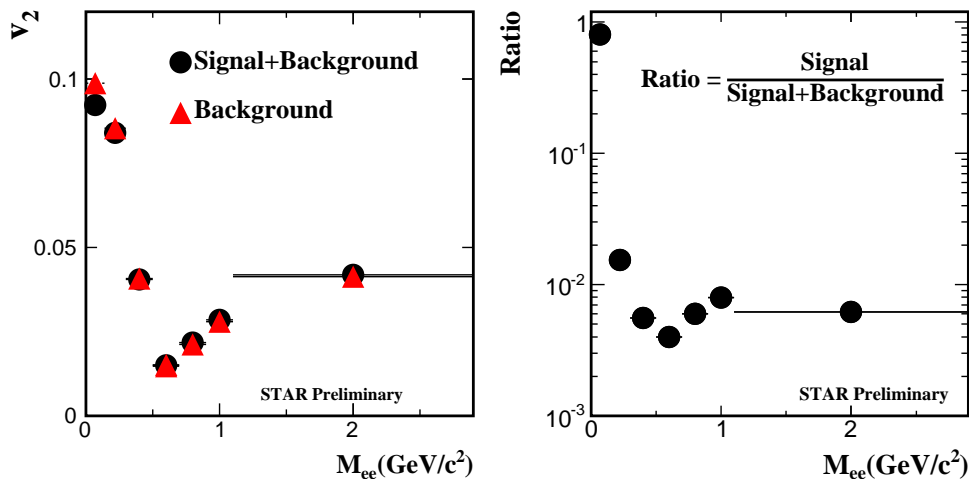 v2
0.1
0.05
0
Signal+Background
Background
STAR Preliminary
0 1 2
Mee(GeV/c²)
Ratio
1
10⁻¹
10⁻²
10⁻³
Ratio = Signal
Signal+Background
STAR Preliminary
0 1 2
Mee(GeV/c²)